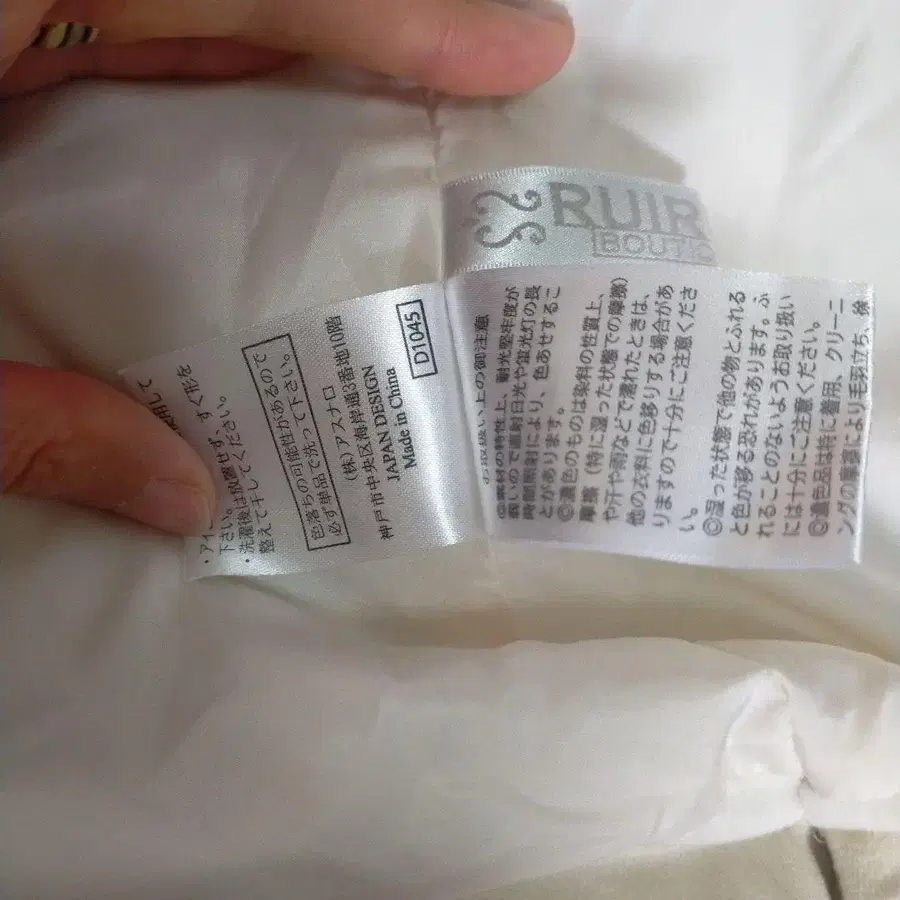 RUIR
BOUTI
下さい。
・洗濯後は放置せず、すぐ形を
整えて干してください。
色落ちの可能性があるので
必ず単品で洗って下さい。
(株)アスナロ
神戸市中央区海岸通3番地10階
JAPAN DESIGN
Made in China
D1045
お取扱い上の御注意
◎素材の特性上、耐光堅牢度が
弱いので直射日光や蛍光灯の長
時間照射により、色あせするこ
とがあります。
◎濃色のものは染料の性質上、
摩擦(特に湿った状態での摩擦)
や汗や雨などで濡れたときは、
他の衣料に色移りする場合があ
りますので十分にご注意くださ
い。
◎湿った状態で他の物とふれる
と色が移る恐れがあります。ふ
れることのないようお取り扱い
には十分にご注意ください。
◎濃色品は特に着用、クリーニ
ングの摩擦により毛羽立ち、